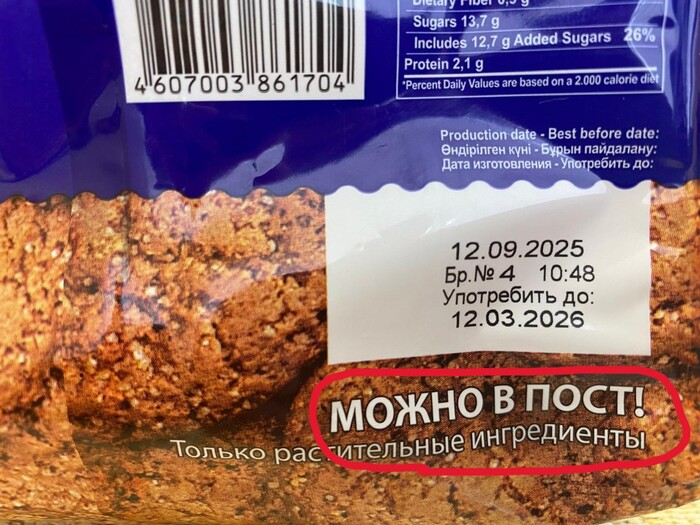 4 607003 861704
Dietary Fiber 0,9 g
Sugars 13,7 g
Includes 12,7 g Added Sugars 26%
Protein 2,1 g
*Percent Daily Values are based on a 2.000 calorie diet
Production date - Best before date:
Өндірілген күні - Бұрын пайдалану:
Дата изготовления - Употребить до:
12.09.2025
Бр.№ 4 10:48
Употребить до:
12.03.2026
МОЖНО В ПОСТ!
Только растительные ингредиенты